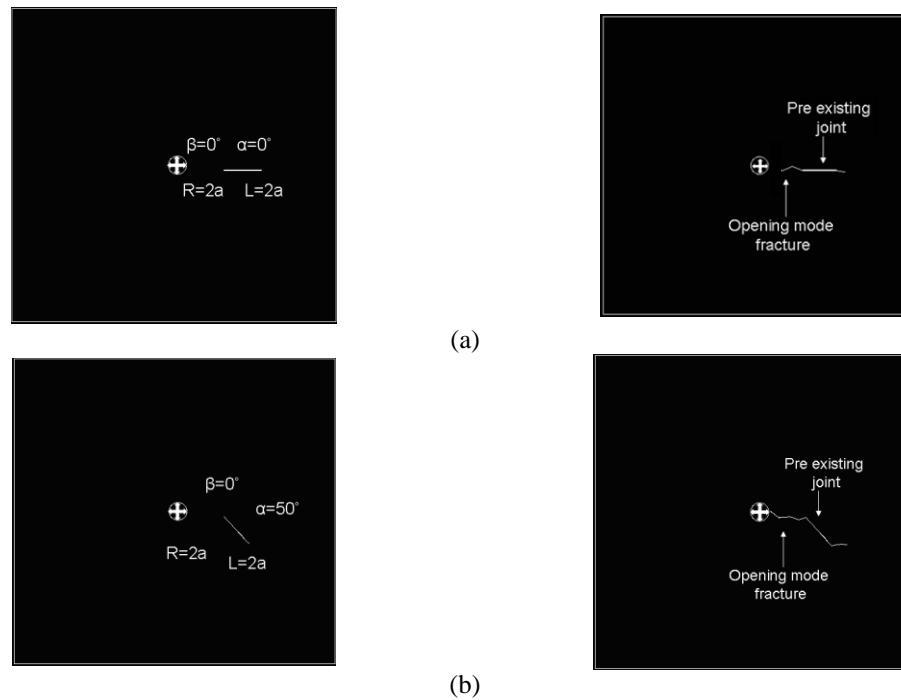 β=0° α=0°
R=2a L=2a
Pre existing
joint
Opening mode
fracture
(a)
β=0°
α=50°
R=2a
L=2a
Pre existing
joint
Opening mode
fracture
(b)